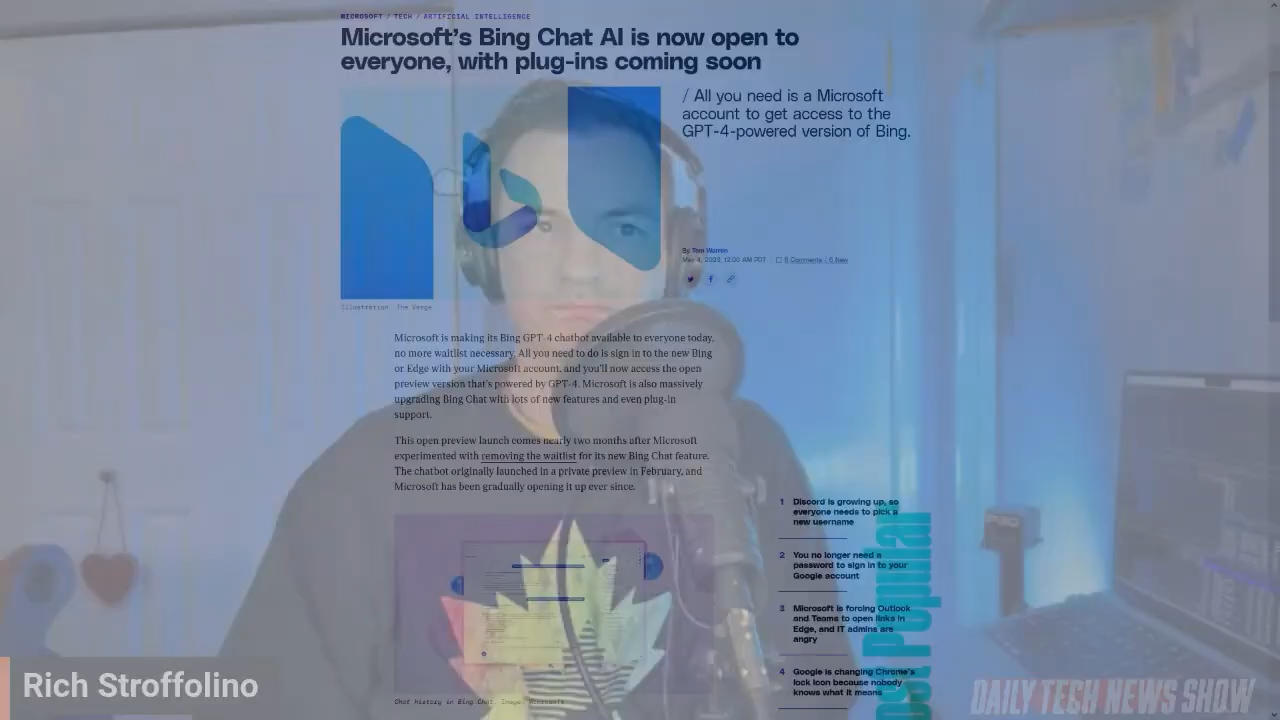 MICROSOFT / TECH / ARTIFICIAL INTELLIGENCE
Microsoft's Bing Chat AI is now open to
everyone, with plug-ins coming soon
/ All you need is a Microsoft
account to get access to the
GPT-4-powered version of Bing.
By Tom Warren
May 4, 2023, 12:00 AM PDT
Illustration: The Verge
Microsoft is making its Bing GPT-4 chatbot available to everyone today,
no more waitlist necessary. All you need to do is sign in to the new Bing
or Edge with your Microsoft account, and you'll now access the open
preview version that's powered by GPT-4. Microsoft is also massively
upgrading Bing Chat with lots of new features and even plug-in
support.
This open preview launch comes nearly two months after Microsoft
experimented with removing the waitlist for its new Bing Chat feature.
The chatbot originally launched in a private preview in February, and
Microsoft has been gradually opening it up ever since.
Chat history in Bing Chat. Image: Microsoft
1 Discord is growing up, so
everyone needs to pick a
new username
2 You no longer need a
password to sign in to your
Google account
3 Microsoft is forcing Outlook
and Teams to open links in
Edge, and IT admins are
angry
4 Google is changing Chrome's
lock icon because nobody
knows what it means
Popular
Rich Stroffolino
DAILY TECH NEWS SHOW